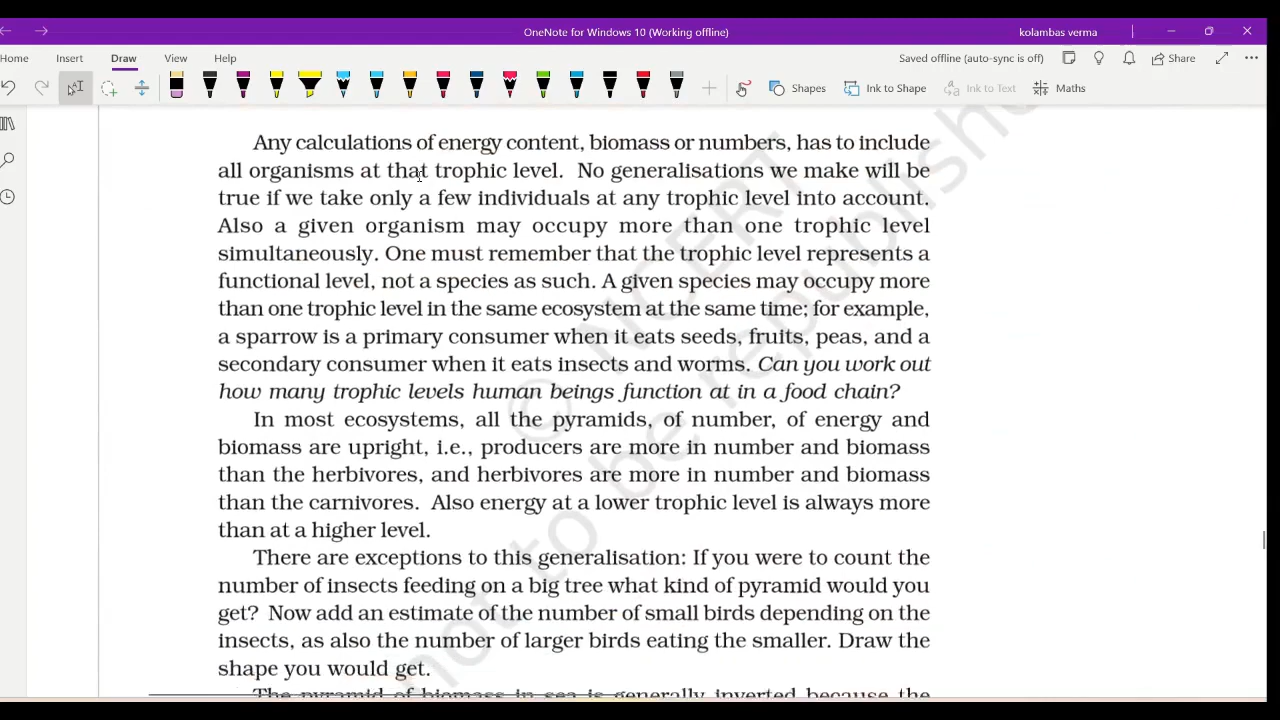 OneNote for Windows 10 (Working offline)
kolambas verma
Home Insert Draw View Help
Saved offline (auto-sync is off)
Share
Shapes
Ink to Shape
Ink to Text
Maths
Any calculations of energy content, biomass or numbers, has to include
all organisms at that trophic level. No generalisations we make will be
true if we take only a few individuals at any trophic level into account.
Also a given organism may occupy more than one trophic level
simultaneously. One must remember that the trophic level represents a
functional level, not a species as such. A given species may occupy more
than one trophic level in the same ecosystem at the same time; for example,
a sparrow is a primary consumer when it eats seeds, fruits, peas, and a
secondary consumer when it eats insects and worms. Can you work out
how many trophic levels human beings function at in a food chain?
In most ecosystems, all the pyramids, of number, of energy and
biomass are upright, i.e., producers are more in number and biomass
than the herbivores, and herbivores are more in number and biomass
than the carnivores. Also energy at a lower trophic level is always more
than at a higher level.
There are exceptions to this generalisation: If you were to count the
number of insects feeding on a big tree what kind of pyramid would you
get? Now add an estimate of the number of small birds depending on the
insects, as also the number of larger birds eating the smaller. Draw the
shape you would get.
The pyramid of biomass in sea is generally inverted because the
© NCERT
not to be republish